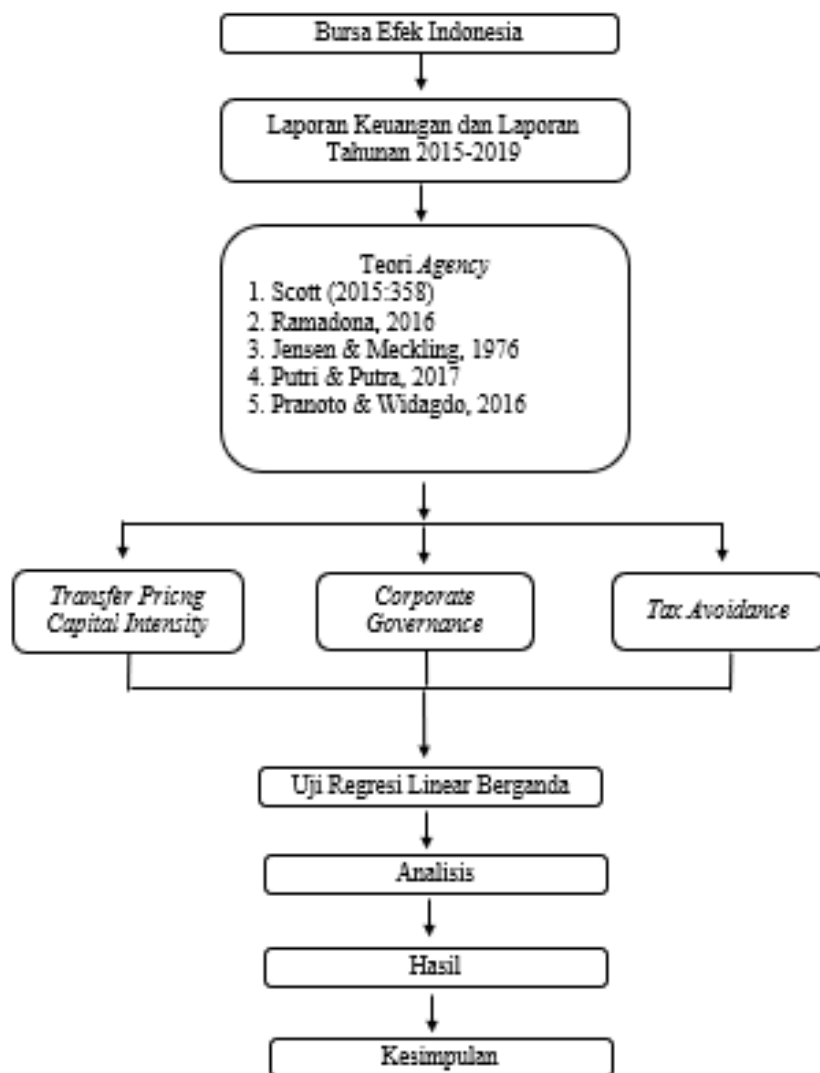 Bursa Efek Indonesia
Laporan Keuangan dan Laporan
Tahunan 2015-2019
Teori Agency
1. Scott (2015:358)
2. Ramadona, 2016
3. Jensen & Meckling, 1976
4. Putri & Putra, 2017
5. Pranoto & Widagdo, 2016
Transfer Pricng
Capital Intensity
Corporate
Governance
Tax Avoidance
Uji Regresi Linear Berganda
Analisis
Hasil
Kesimpulan